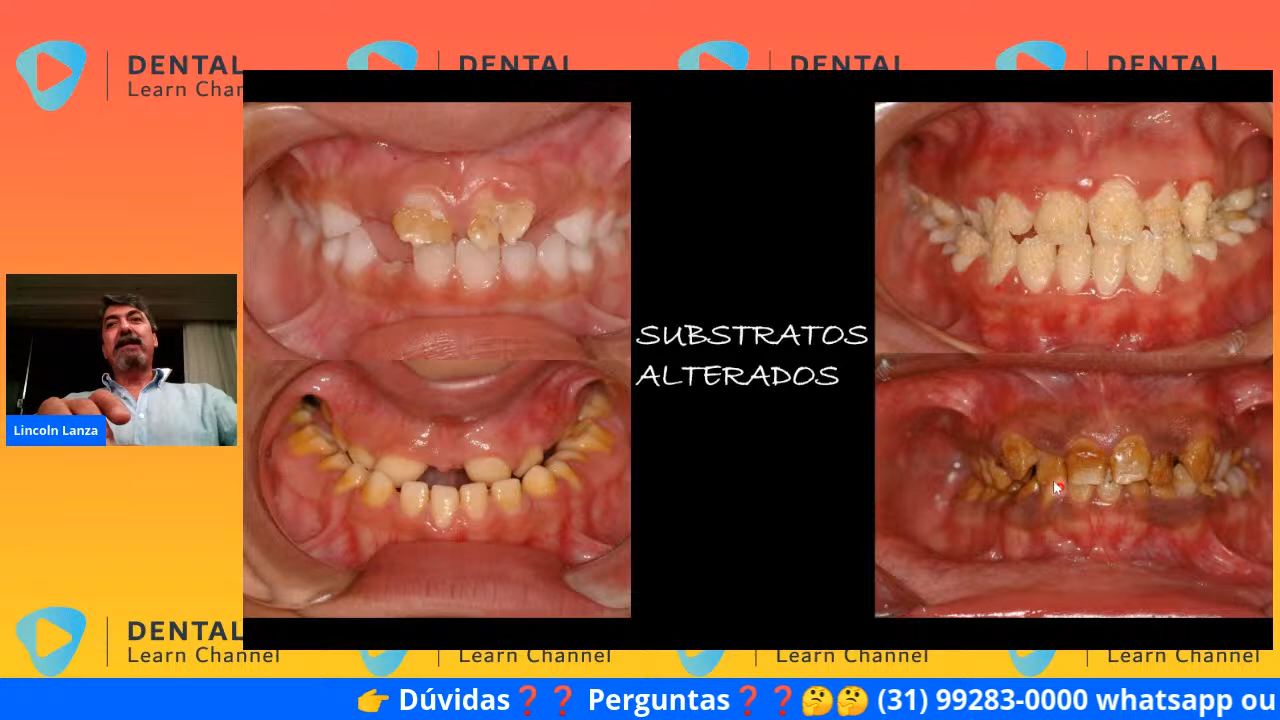 DENTAL
Learn Chan
DENTAL
DENTAL
DENTAL
SUBSTRATOS
ALTERADOS
Lincoln Lanza
DENTAL
Learn Channel
Learn Channel
Learn Channel
Learn Channel
👉 Dúvidas❓❓ Perguntas❓❓🤔🤔 (31) 99283-0000 whatsapp ou